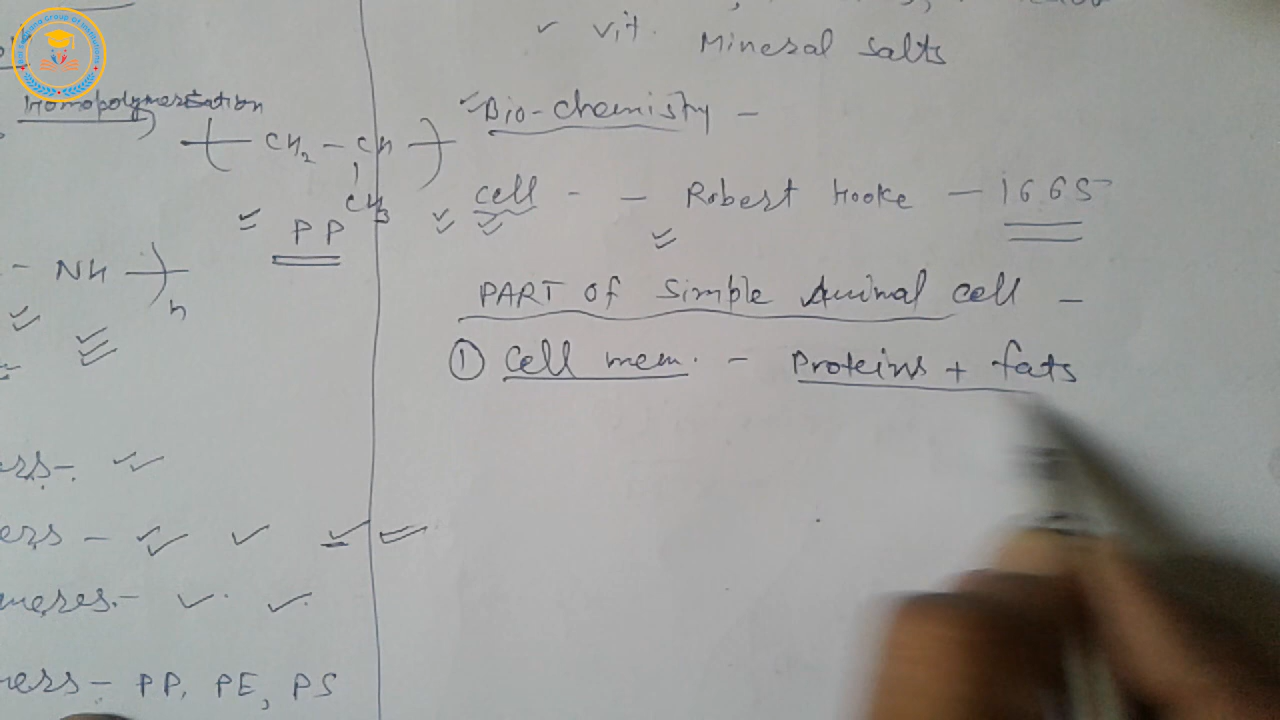 Homopolymerisation
CH2 - CH
CH3
PP
- NH
n
PP, PE, PS
✓ vit. Mineral salts
Bio-chemistry -
cell - - Robert Hooke - 1665
PART of simple Animal cell -
① cell mem. - Proteins + fats